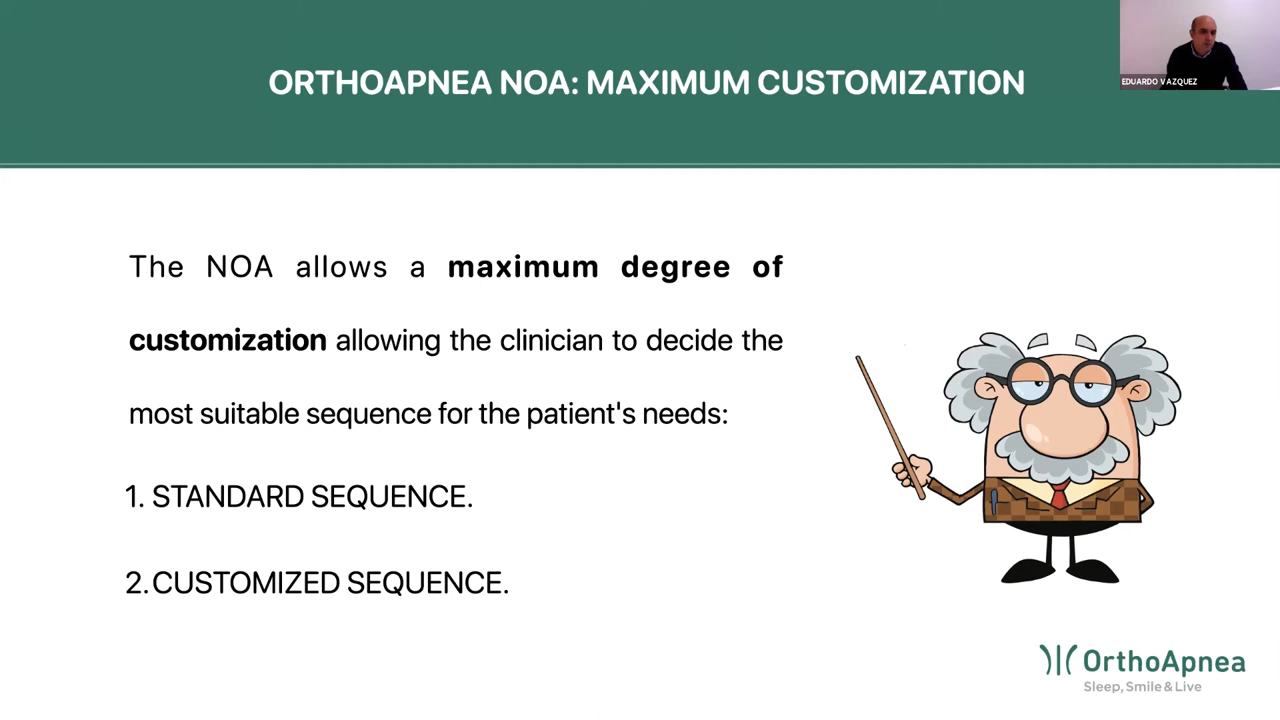 ORTHOAPNEA NOA: MAXIMUM CUSTOMIZATION
EDUARDO VAZQUEZ
The NOA allows a maximum degree of
customization allowing the clinician to decide the
most suitable sequence for the patient's needs:
1. STANDARD SEQUENCE.
2. CUSTOMIZED SEQUENCE.
OrthoApnea
Sleep, Smile & Live